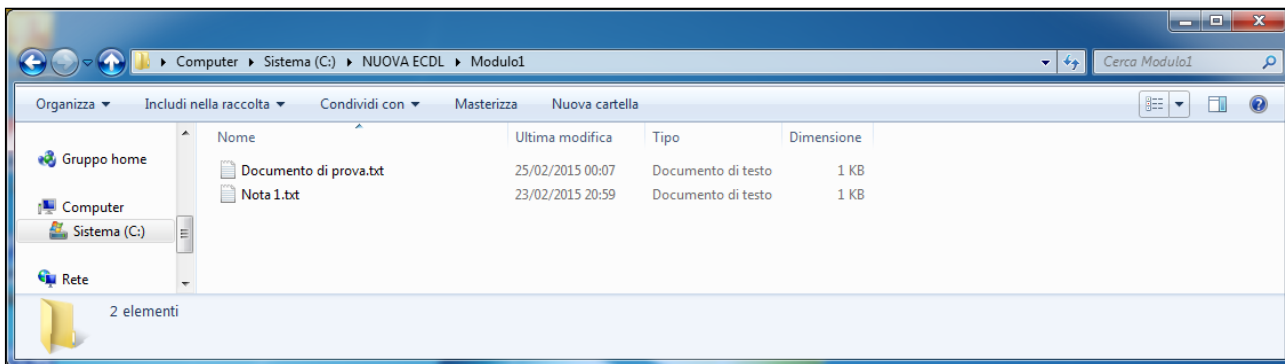 Computer Sistema (C:) NUOVA ECDL Modulo1 Cerca Modulo1
Organizza Includi nella raccolta Condividi con Masterizza Nuova cartella
Gruppo home
Computer
Sistema (C:)
Rete
Nome Ultima modifica Tipo Dimensione
Documento di prova.txt 25/02/2015 00:07 Documento di testo 1 KB
Nota 1.txt 23/02/2015 20:59 Documento di testo 1 KB
2 elementi